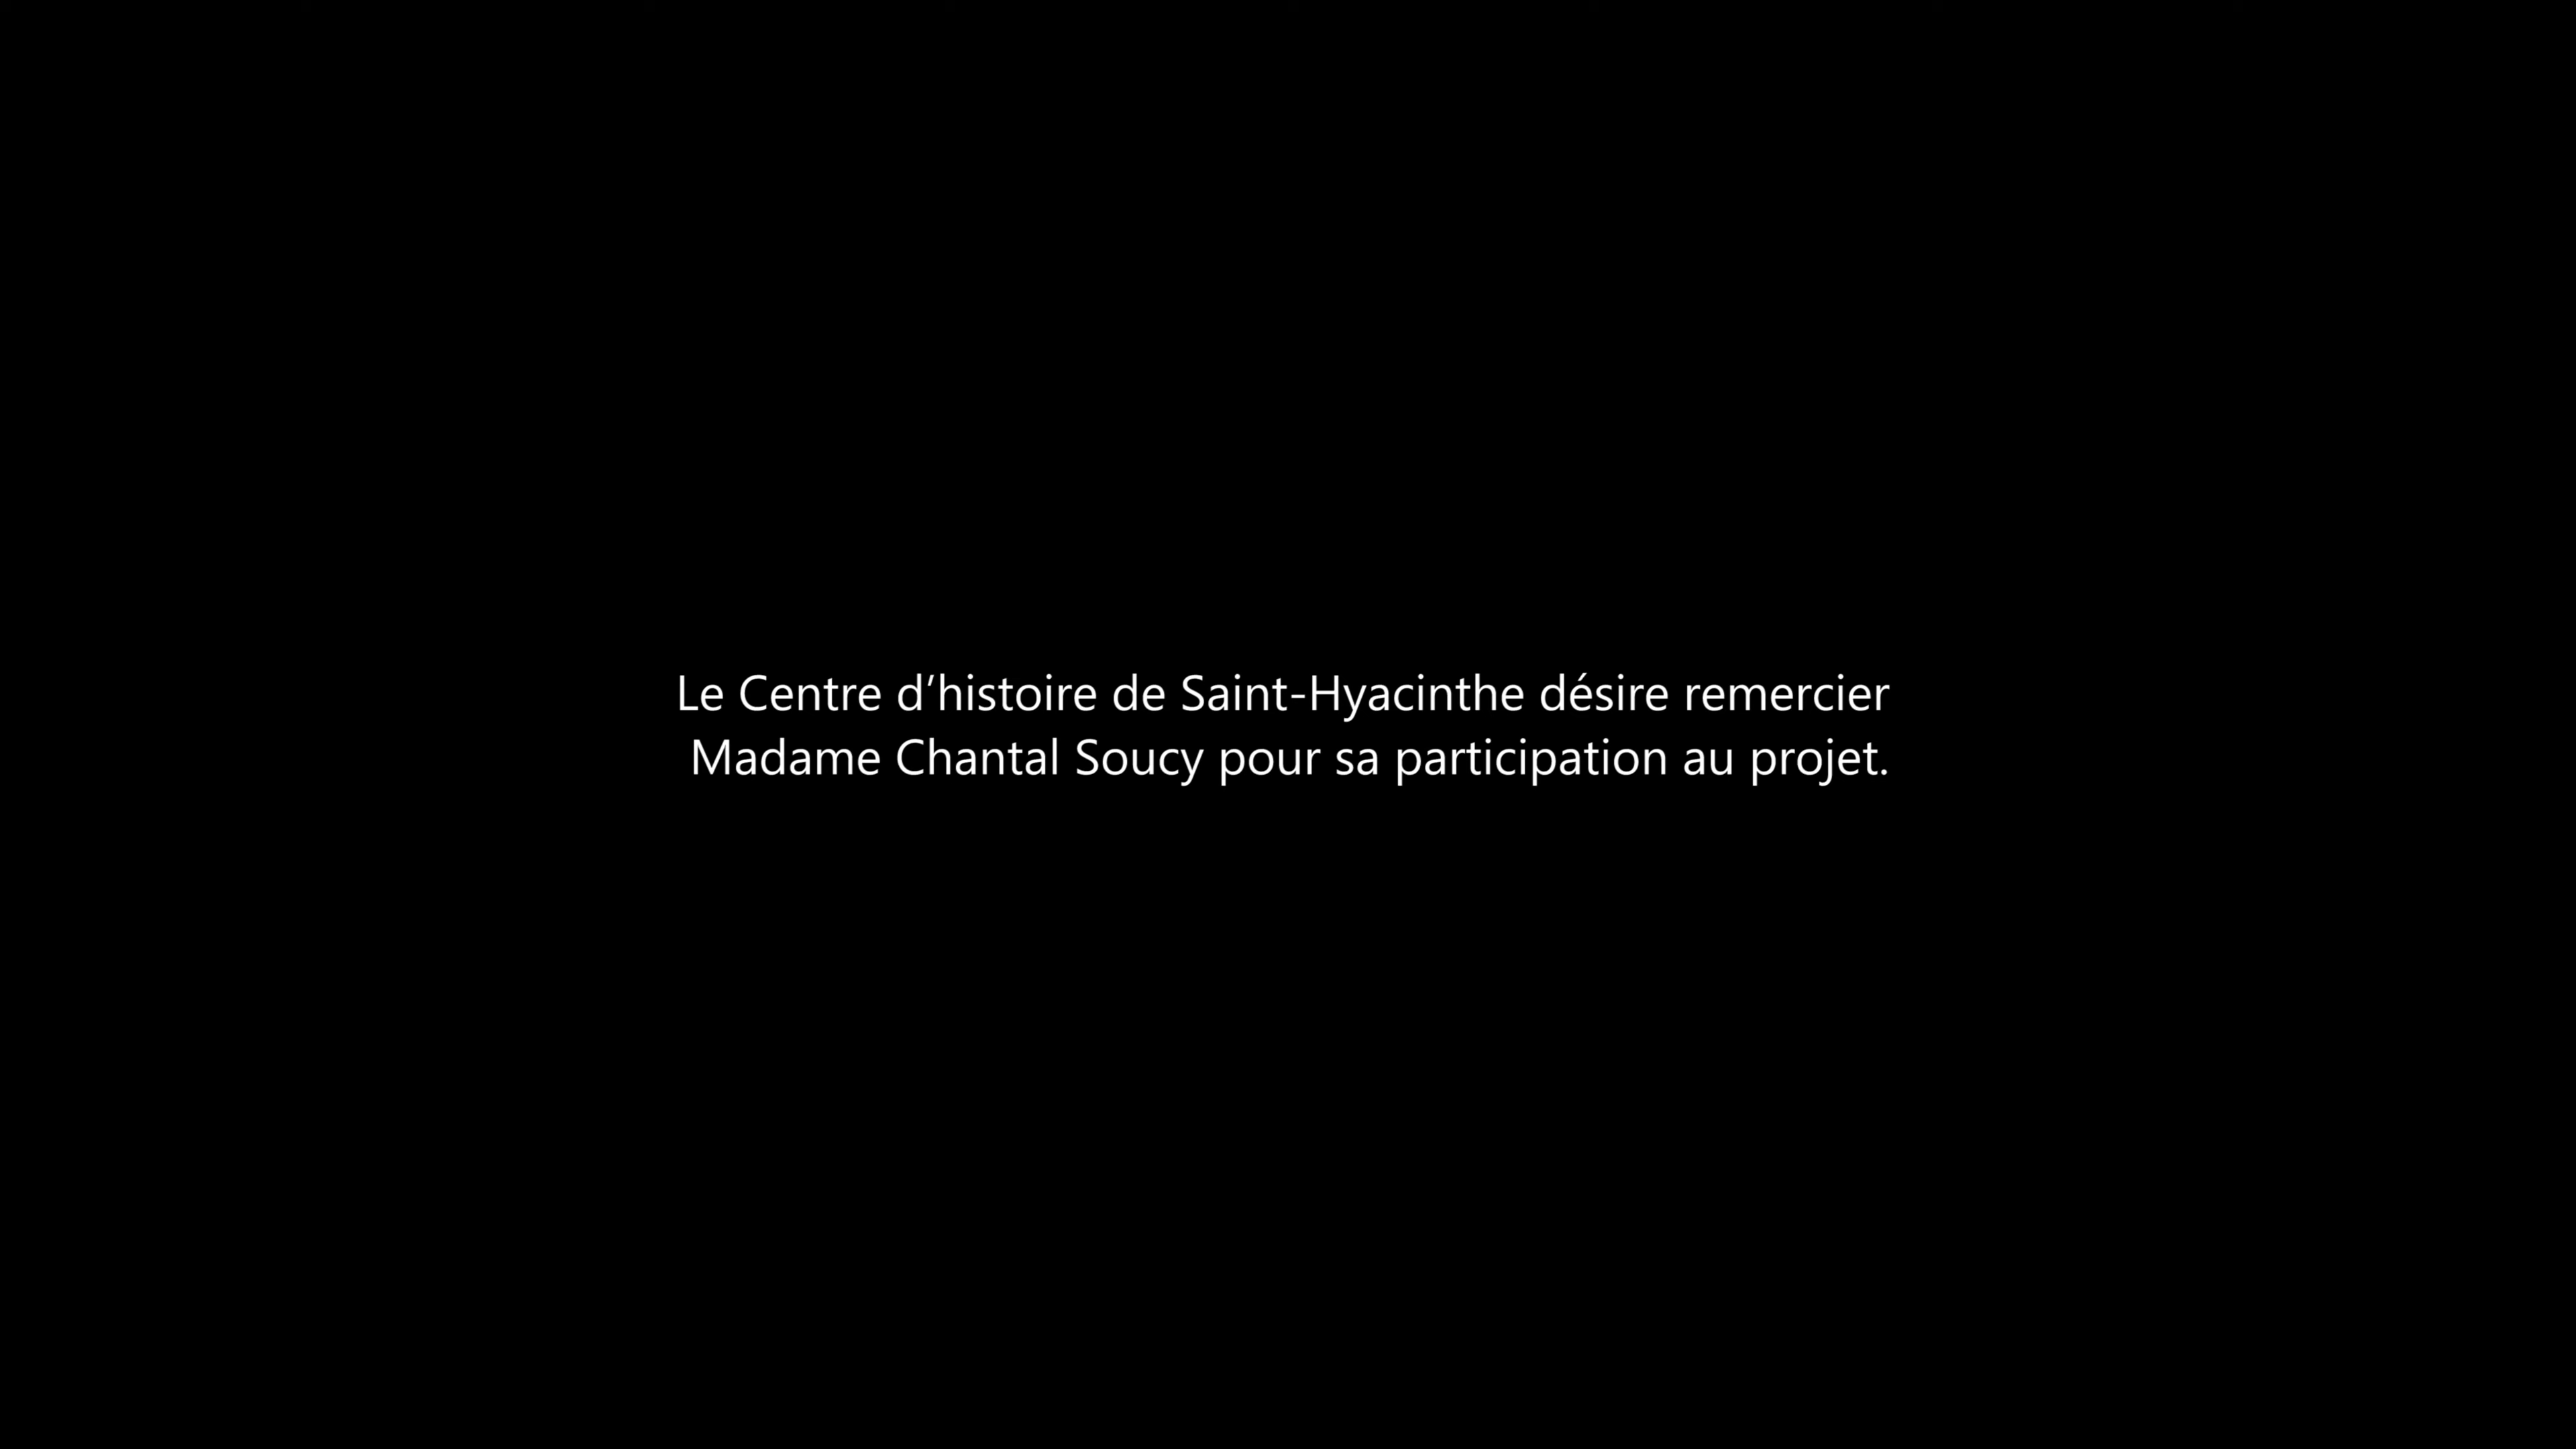 Le Centre d’histoire de Saint-Hyacinthe désire remercier
Madame Chantal Soucy pour sa participation au projet.